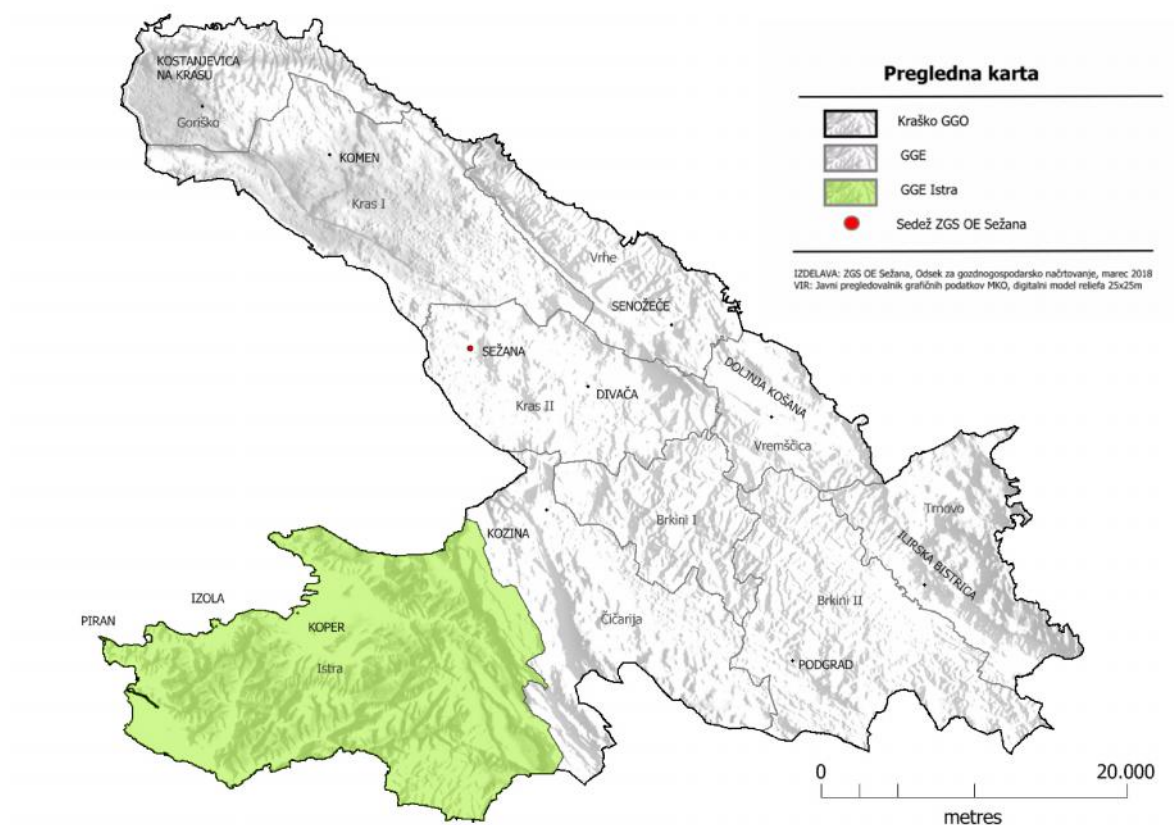 Pregledna karta
Kraško GGO
GGE
GGE Istra
Sedež ZGS OE Sežana
IZDELAVA: ZGS OE Sežana, Odsek za gozdnogospodarsko načrtovanje, marec 2018
VIR: Javni pregledovalnik grafičnih podatkov MKO, digitalni model reliefa 25x25m
KOSTANJEVICA
NA KRASU
Goriško
KOMEN
Kras I
Vrhe
SENOŽEČE
SEŽANA
DIVAČA
Kras II
DOLJNJA KOŠANA
Vremščica
Trnovo
ILIRSKA BISTRICA
KOZINA
Brkini I
Brkini II
Čičarija
PODGRAD
IZOLA
PIRAN
KOPER
Istra
0
20.000
metres